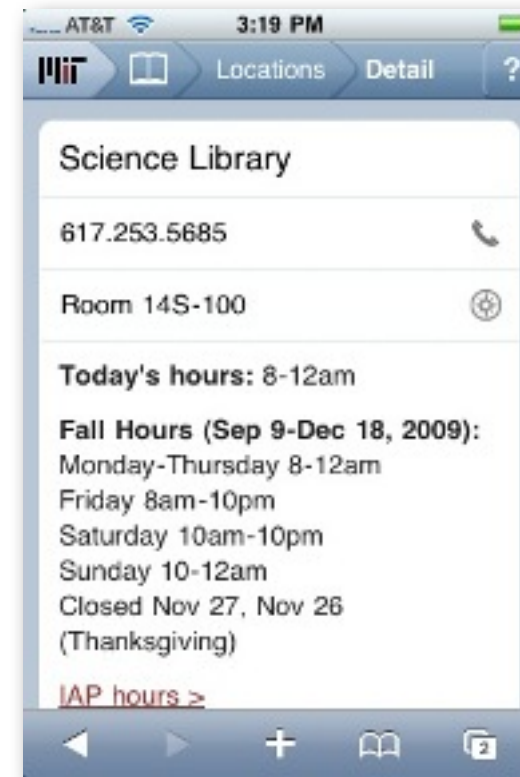 AT&T 3:19 PM
MIT Locations Detail ?
Science Library
617.253.5685
Room 14S-100
Today's hours: 8-12am
Fall Hours (Sep 9-Dec 18, 2009):
Monday-Thursday 8-12am
Friday 8am-10pm
Saturday 10am-10pm
Sunday 10-12am
Closed Nov 27, Nov 26
(Thanksgiving)
IAP hours >
2